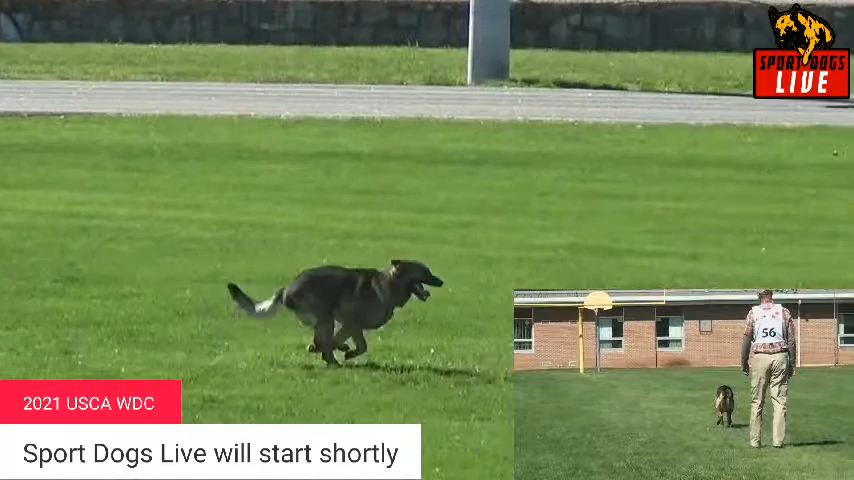 SPORT DOGS
LIVE
56
2021 USCA WDC
Sport Dogs Live will start shortly